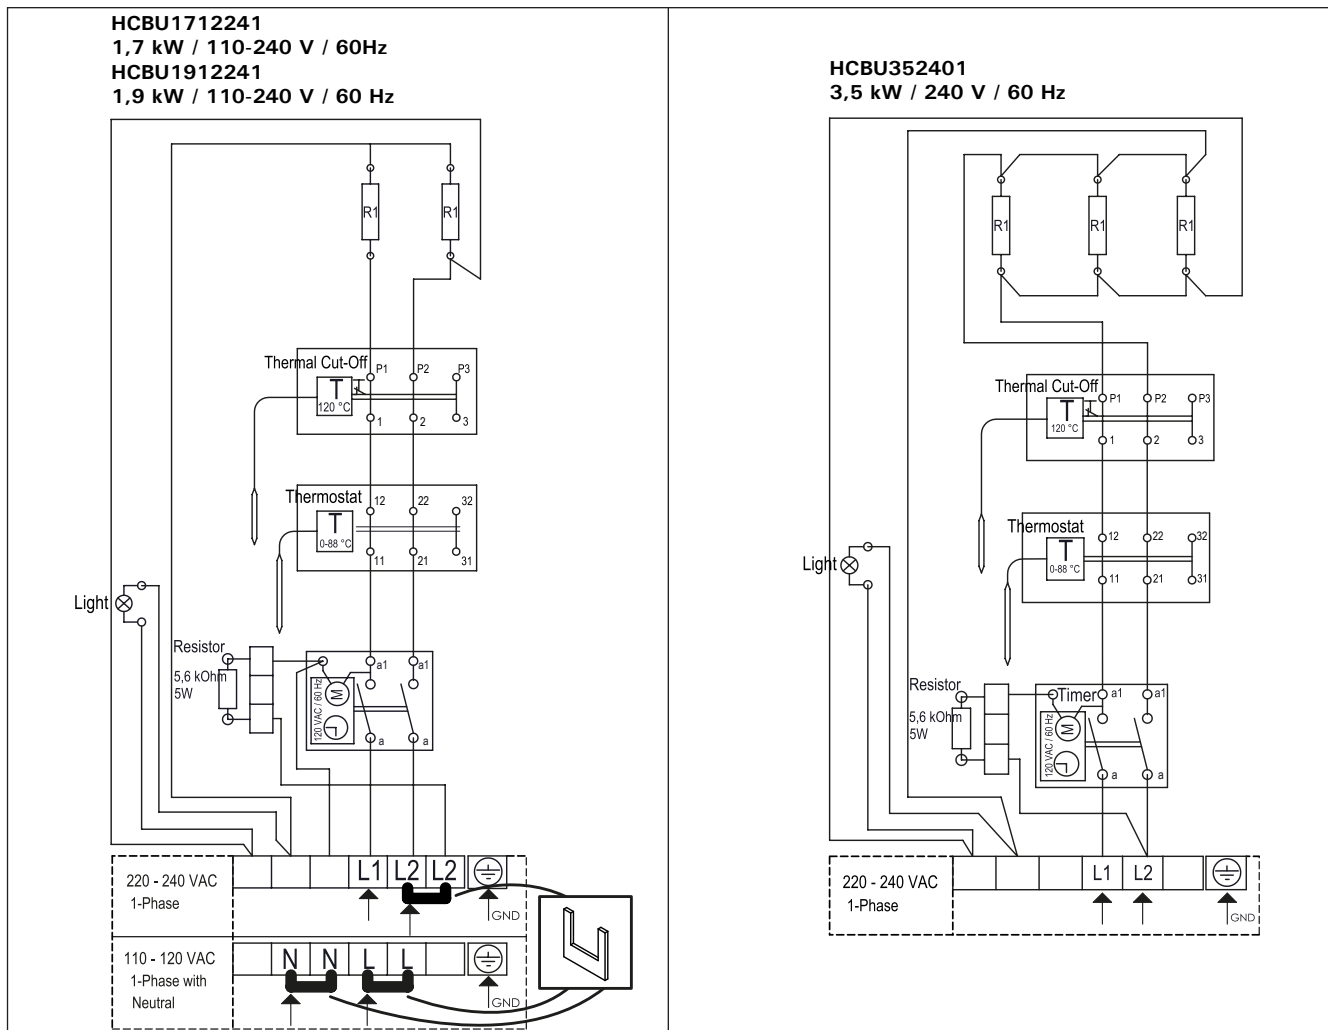 HCBU1712241
1,7 kW / 110-240 V / 60Hz
HCBU1912241
1,9 kW / 110-240 V / 60 Hz
R1 R1
Thermal Cut-Off
P1 P2 P3
T
120 °C
1 2 3
Thermostat
12 22 32
T
0-88 °C
11 21 31
Light
Resistor
5,6 kOhm
5W
a1 a1
120 VAC / 60 Hz
M
a a
220 - 240 VAC
1-Phase
L1 L2 L2
GND
110 - 120 VAC
1-Phase with
Neutral
N N L L
GND
HCBU352401
3,5 kW / 240 V / 60 Hz
R1 R1 R1
Thermal Cut-Off
P1 P2 P3
T
120 °C
1 2 3
Thermostat
12 22 32
T
0-88 °C
11 21 31
Light
Resistor
5,6 kOhm
5W
Timer
a1 a1
120 VAC / 60 Hz
M
a a
220 - 240 VAC
1-Phase
L1 L2
GND